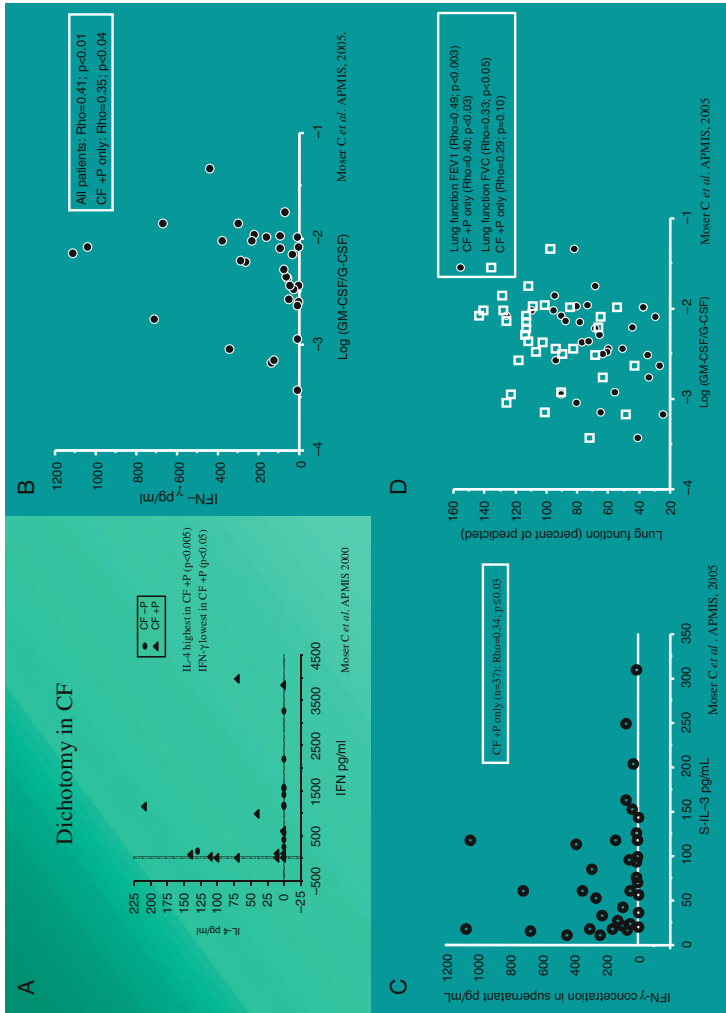 A
Dichotomy in CF
CF −P
CF +P
IL-4 highest in CF +P (p<0.005)
IFN-γ lowest in CF +P (p<0.05)
225
200
175
150
125
100
75
50
25
0
−25
IL-4 pg/ml
−500
500
1500
2500
3500
4500
IFN pg/ml
Moser C et al. APMIS 2000
B
All patients: Rho=0.41; p<0.01
CF +P only: Rho=0.35; p<0.04
1200
1000
800
600
400
200
0
IFN−γ pg/ml
−4
−3
−2
−1
Log (GM-CSF/G-CSF)
Moser C et al. APMIS, 2005.
C
CF +P only (n=37): Rho=0.34; p≤0.03
1200
1000
800
600
400
200
0
IFN-γ concetration in supernatant pg/mL
0
50
100
150
200
250
300
350
S-IL−3 pg/mL
Moser C et al . APMIS, 2005
D
Lung function FEV1 (Rho=0.49; p<0.003)
CF +P only (Rho=0.40; p<0.03)
Lung function FVC (Rho=0.33; p<0.05)
CF +P only (Rho=0.29; p=0.10)
160
140
120
100
80
60
40
20
Lung function (percent of predicted)
−4
−3
−2
−1
Log (GM-CSF/G-CSF)
Moser C et al. APMIS, 2005